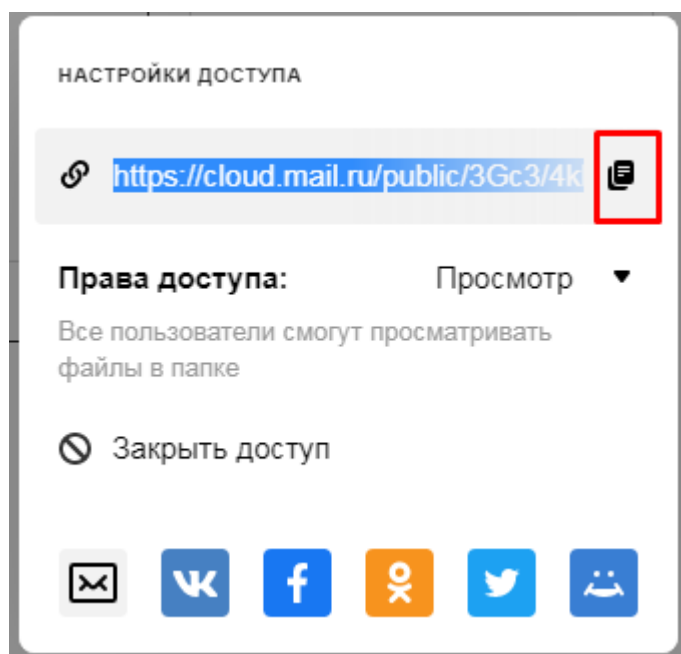 НАСТРОЙКИ ДОСТУПА
https://cloud.mail.ru/public/3Gc3/4k
Права доступа: Просмотр
Все пользователи смогут просматривать
файлы в папке
Закрыть доступ